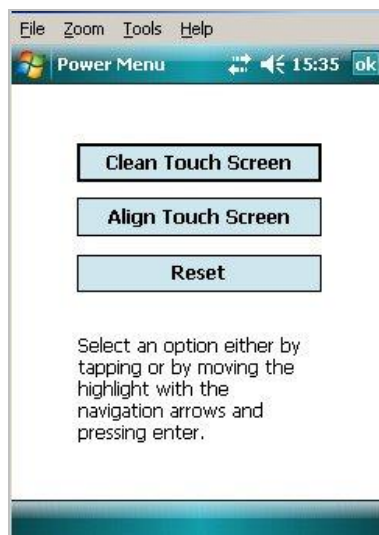 File Zoom Tools Help
Power Menu 15:35 ok
Clean Touch Screen
Align Touch Screen
Reset
Select an option either by
tapping or by moving the
highlight with the
navigation arrows and
pressing enter.